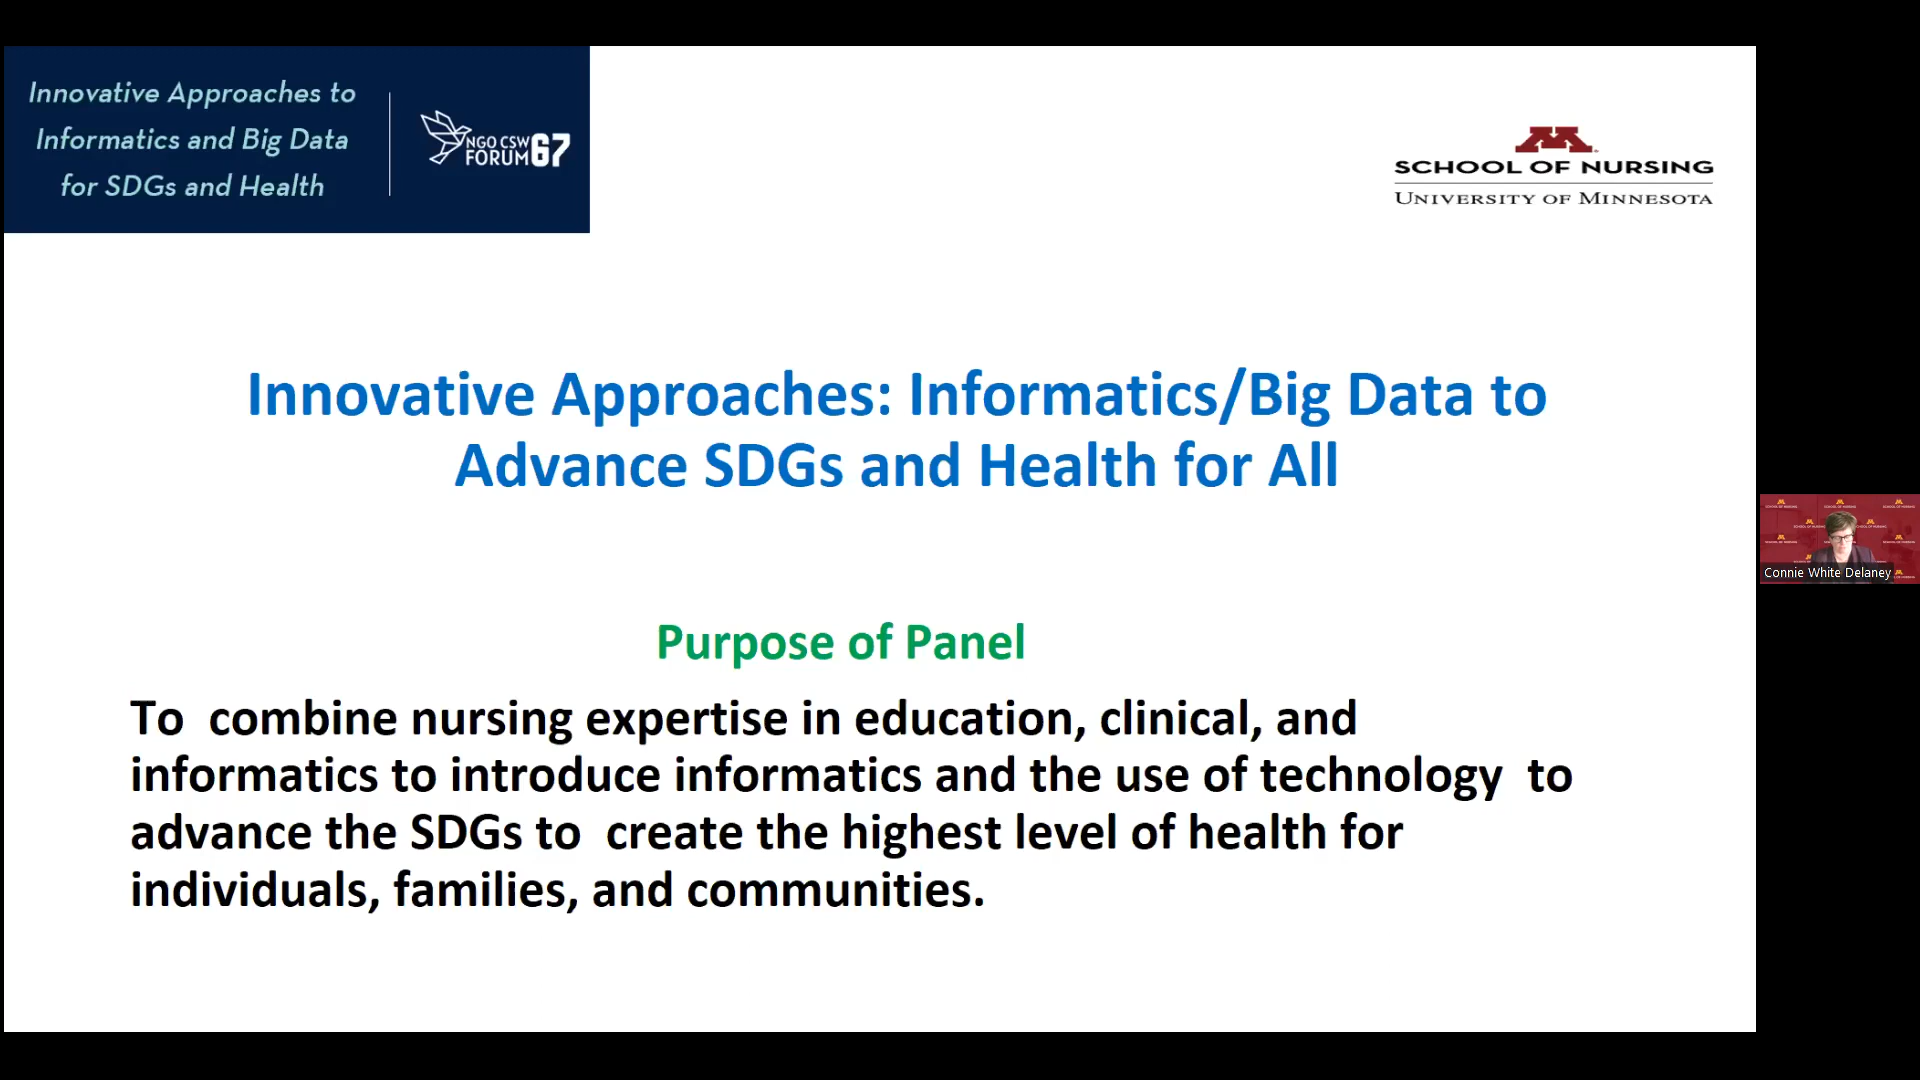 Innovative Approaches to
Informatics and Big Data
for SDGs and Health
NGO CSW
FORUM 67
SCHOOL OF NURSING
UNIVERSITY OF MINNESOTA
Innovative Approaches: Informatics/Big Data to
Advance SDGs and Health for All
Purpose of Panel
To combine nursing expertise in education, clinical, and
informatics to introduce informatics and the use of technology to
advance the SDGs to create the highest level of health for
individuals, families, and communities.
Connie White Delaney